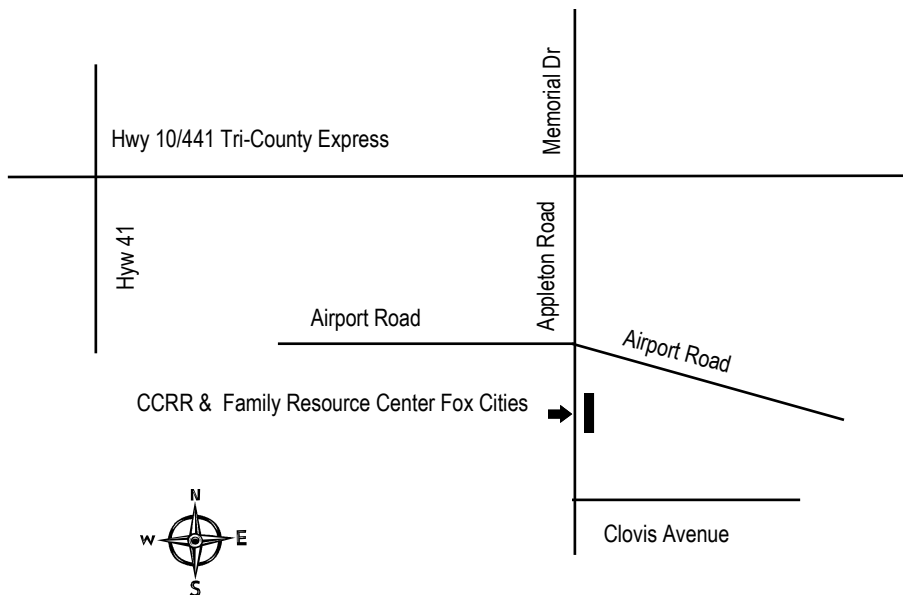 Memorial Dr
Hwy 10/441 Tri-County Express
Hyw 41
Appleton Road
Airport Road
Airport Road
CCRR &  Family Resource Center Fox Cities
N
W
E
S
Clovis Avenue